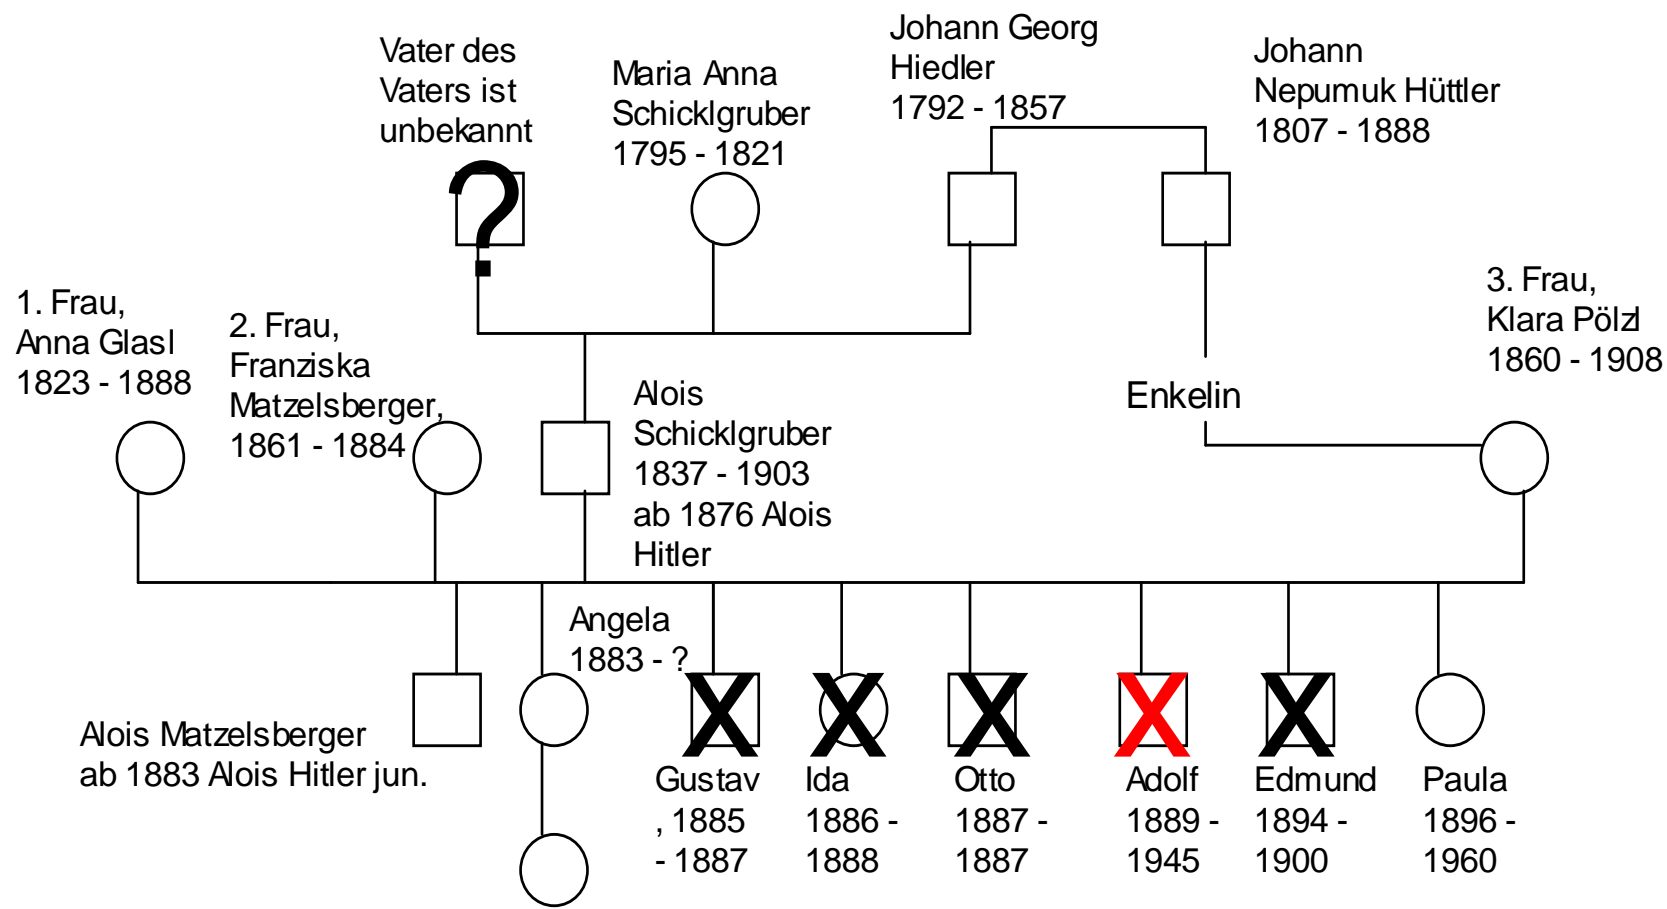 Vater des
Vaters ist
unbekannt
?
Maria Anna
Schicklgruber
1795 - 1821
Johann Georg
Hiedler
1792 - 1857
Johann
Nepumuk Hüttler
1807 - 1888
1. Frau,
Anna Glasl
1823 - 1888
2. Frau,
Franziska
Matzelsberger,
1861 - 1884
Alois
Schicklgruber
1837 - 1903
ab 1876 Alois
Hitler
Enkelin
3. Frau,
Klara Pölzl
1860 - 1908
Alois Matzelsberger
ab 1883 Alois Hitler jun.
Angela
1883 - ?
X
Gustav
, 1885
- 1887
X
Ida
1886 -
1888
X
Otto
1887 -
1887
X
Adolf
1889 -
1945
X
Edmund
1894 -
1900
Paula
1896 -
1960